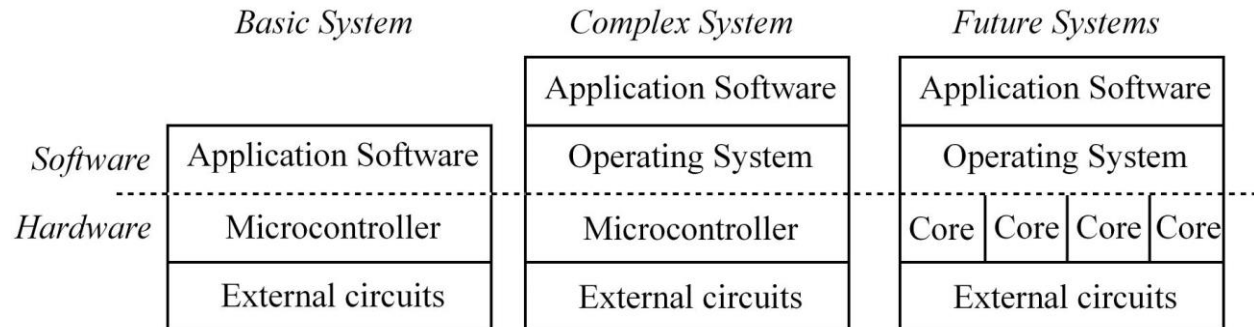 Basic System Complex System Future Systems
Application Software Application Software
Software Application Software Operating System Operating System
Hardware Microcontroller Microcontroller Core Core Core Core
External circuits External circuits External circuits